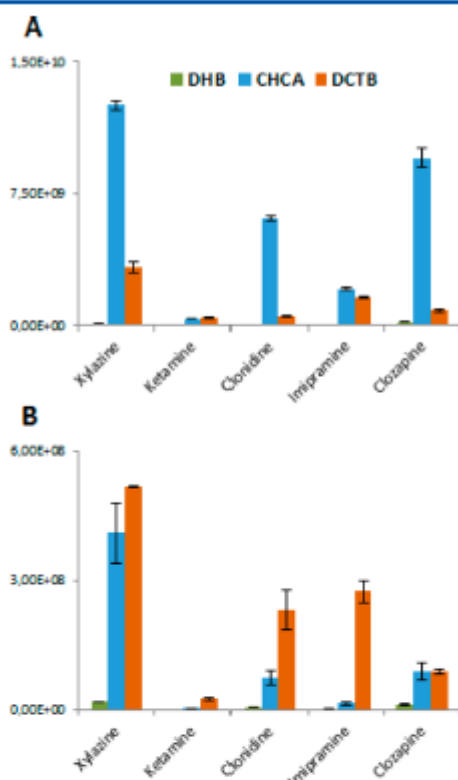 A
1,50E+10
DHB CHCA DCTB
7,50E+09
0,00E+00
Xylazine
Ketamine
Clonidine
Imipramine
Clozapine
B
6,00E+08
3,00E+08
0,00E+00
Xylazine
Ketamine
Clonidine
Imipramine
Clozapine